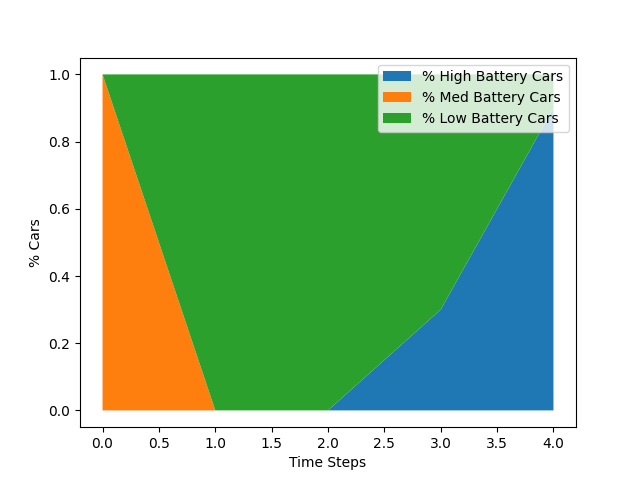 % High Battery Cars
% Med Battery Cars
% Low Battery Cars
1.0
0.8
0.6
0.4
0.2
0.0
% Cars
0.0 0.5 1.0 1.5 2.0 2.5 3.0 3.5 4.0
Time Steps